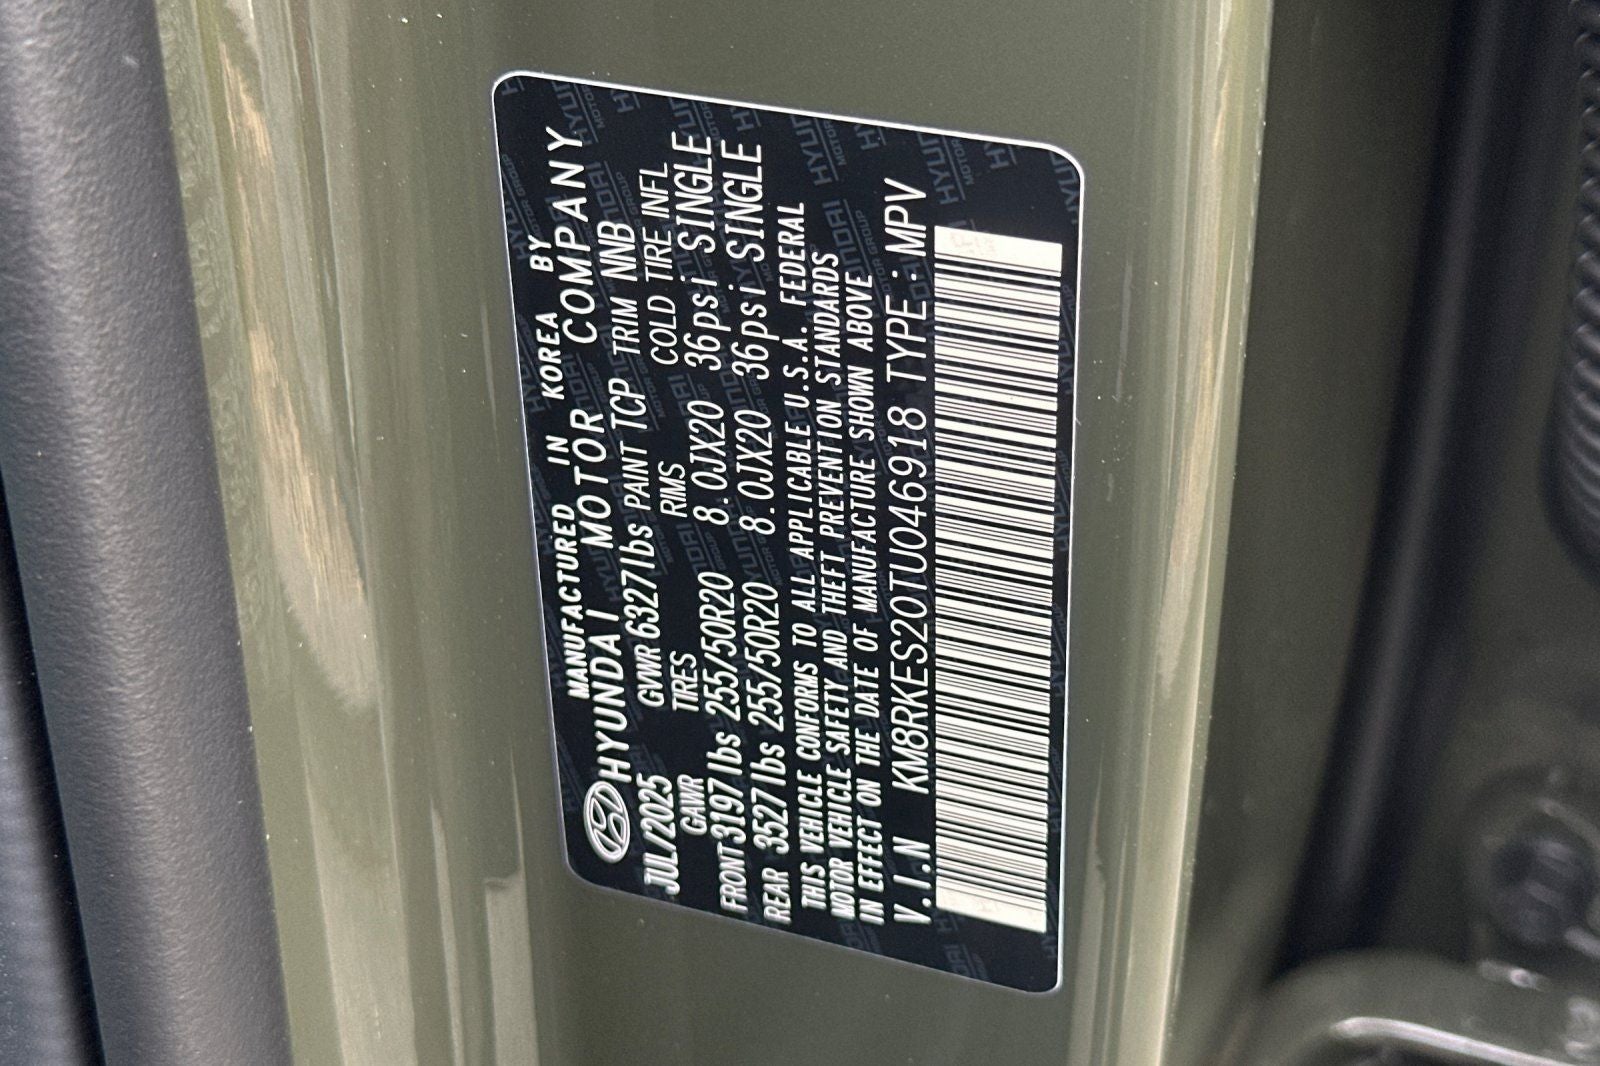 MANUFACTURED IN KOREA BY
HYUNDAI MOTOR COMPANY
JUL/2025 GVWR 6327lbs PAINT TCP TRIM NNB
GAWR TIRES RIMS COLD TIRE INFL
FRONT 3197lbs 255/50R20 8.0JX20 36psi SINGLE
REAR 3527lbs 255/50R20 8.0JX20 36psi SINGLE
THIS VEHICLE CONFORMS TO ALL APPLICABLE U.S.A. FEDERAL
MOTOR VEHICLE SAFETY AND THEFT PREVENTION STANDARDS
IN EFFECT ON THE DATE OF MANUFACTURE SHOWN ABOVE
V.I.N KM8RKES20TU046918 TYPE: MPV